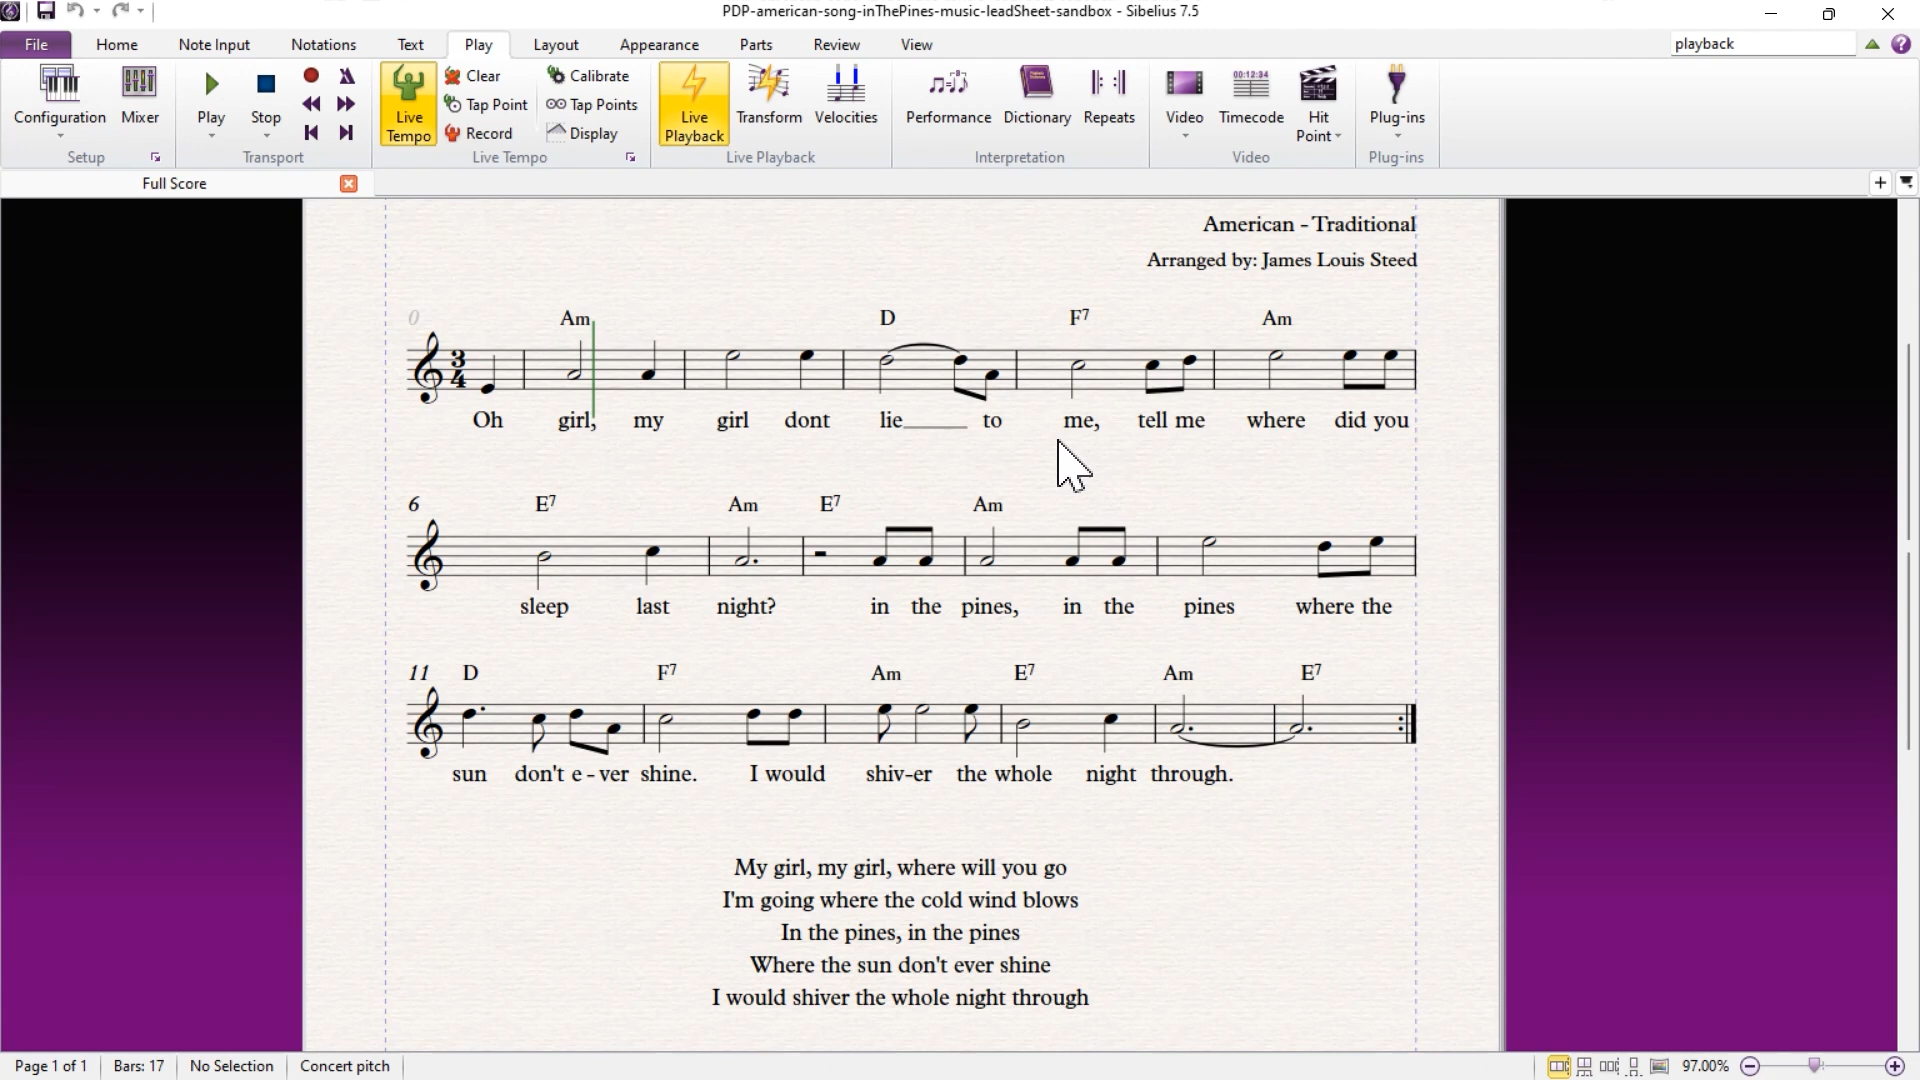 PDP-american-song-inThePines-music-leadSheet-sandbox - Sibelius 7.5
File Home Note Input Notations Text Play Layout Appearance Parts Review View playback
Configuration Mixer Play Stop Live Tempo Clear Tap Point Record Calibrate Tap Points Display Live Playback Transform Velocities Performance Dictionary Repeats Video 00:12:34 Timecode Hit Point Plug-ins
Setup Transport Live Tempo Live Playback Interpretation Video Plug-ins
Full Score
American - Traditional
Arranged by: James Louis Steed
0 Am D F7 Am
3
4
Oh girl, my girl dont lie____ to me, tell me where did you
6 E7 Am E7 Am
sleep last night? in the pines, in the pines where the
11 D F7 Am E7 Am E7
sun don't e-ver shine. I would shiv-er the whole night through.
My girl, my girl, where will you go
I'm going where the cold wind blows
In the pines, in the pines
Where the sun don't ever shine
I would shiver the whole night through
Page 1 of 1 Bars: 17 No Selection Concert pitch 97.00%